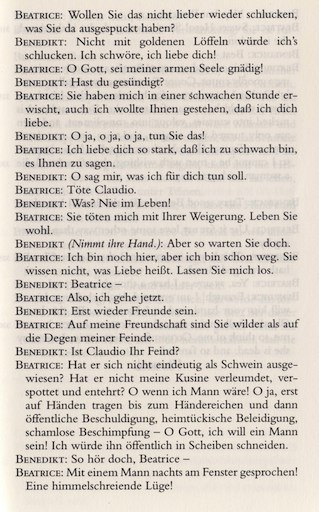 BEATRICE: Wollen Sie das nicht lieber wieder schlucken,
was Sie da ausgespuckt haben?
BENEDIKT: Nicht mit goldenen Löffeln würde ich's
schlucken. Ich schwöre, ich liebe dich!
BEATRICE: O Gott, sei meiner armen Seele gnädig!
BENEDIKT: Hast du gesündigt?
BEATRICE: Sie haben mich in einer schwachen Stunde er-
wischt, auch ich wollte Ihnen gestehen, daß ich dich
liebe.
BENEDIKT: O ja, o ja, o ja, tun Sie das!
BEATRICE: Ich liebe dich so stark, daß ich zu schwach bin,
es Ihnen zu sagen.
BENEDIKT: O sag mir, was ich für dich tun soll.
BEATRICE: Töte Claudio.
BENEDIKT: Was? Nie im Leben!
BEATRICE: Sie töten mich mit Ihrer Weigerung. Leben Sie
wohl.
BENEDIKT (Nimmt ihre Hand.): Aber so warten Sie doch.
BEATRICE: Ich bin noch hier, aber ich bin schon weg. Sie
wissen nicht, was Liebe heißt. Lassen Sie mich los.
BENEDIKT: Beatrice –
BEATRICE: Also, ich gehe jetzt.
BENEDIKT: Erst wieder Freunde sein.
BEATRICE: Auf meine Freundschaft sind Sie wilder als auf
die Degen meiner Feinde.
BENEDIKT: Ist Claudio Ihr Feind?
BEATRICE: Hat er sich nicht eindeutig als Schwein ausge-
wiesen? Hat er nicht meine Kusine verleumdet, ver-
spottet und entehrt? O wenn ich Mann wäre! O ja, erst
auf Händen tragen bis zum Händereichen und dann
öffentliche Beschuldigung, heimtückische Beleidigung,
schamlose Beschimpfung – O Gott, ich will ein Mann
sein! Ich würde ihn öffentlich in Scheiben schneiden.
BENEDIKT: So hör doch, Beatrice –
BEATRICE: Mit einem Mann nachts am Fenster gesprochen!
Eine himmelschreiende Lüge!